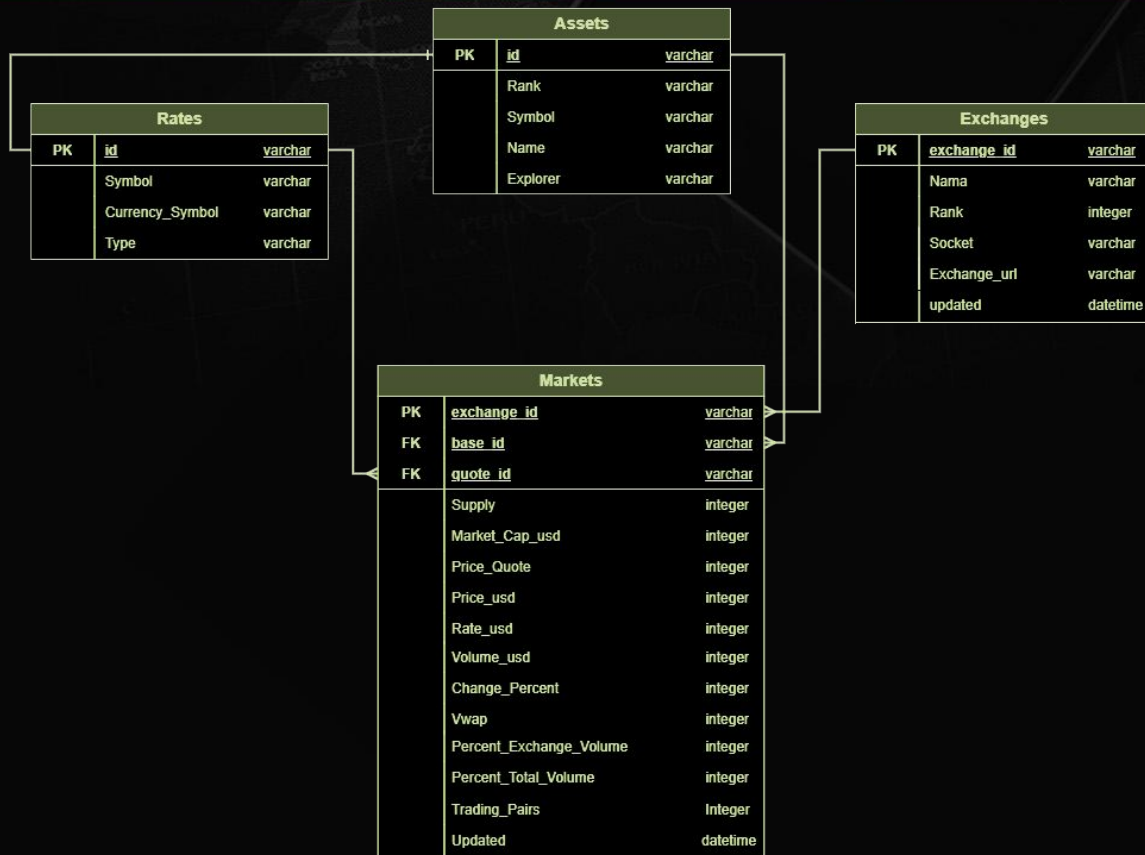 Assets
PK id varchar
Rank varchar
Symbol varchar
Name varchar
Explorer varchar
Rates
PK id varchar
Symbol varchar
Currency_Symbol varchar
Type varchar
Exchanges
PK exchange_id varchar
Nama varchar
Rank integer
Socket varchar
Exchange_url varchar
updated datetime
Markets
PK exchange_id varchar
FK base_id varchar
FK quote_id varchar
Supply integer
Market_Cap_usd integer
Price_Quote integer
Price_usd integer
Rate_usd integer
Volume_usd integer
Change_Percent integer
Vwap integer
Percent_Exchange_Volume integer
Percent_Total_Volume integer
Trading_Pairs Integer
Updated datetime